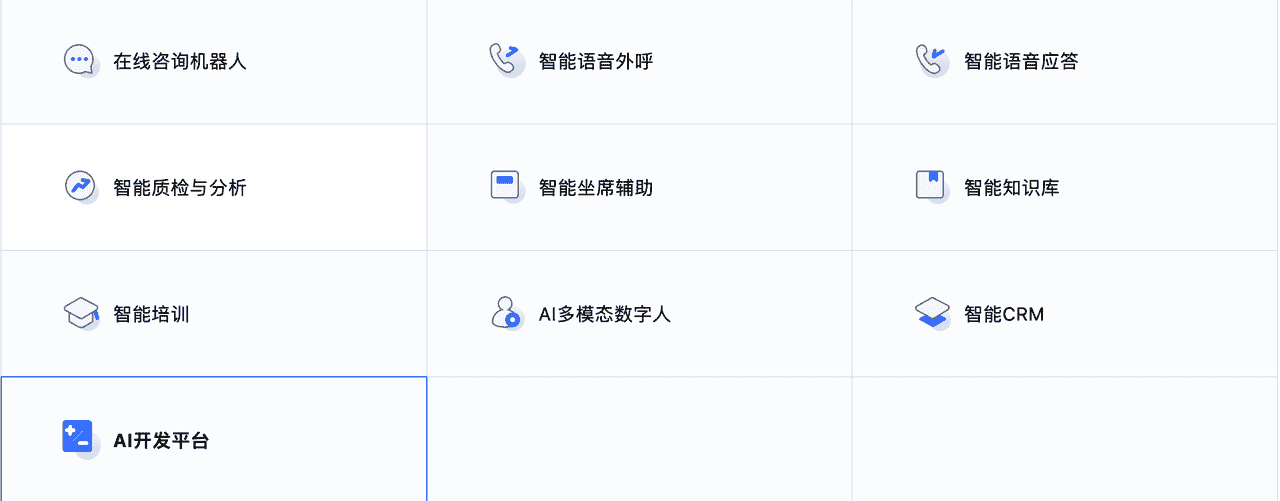 在线咨询机器人
智能语音外呼
智能语音应答
智能质检与分析
智能坐席辅助
智能知识库
智能培训
AI多模态数字人
智能CRM
AI开发平台